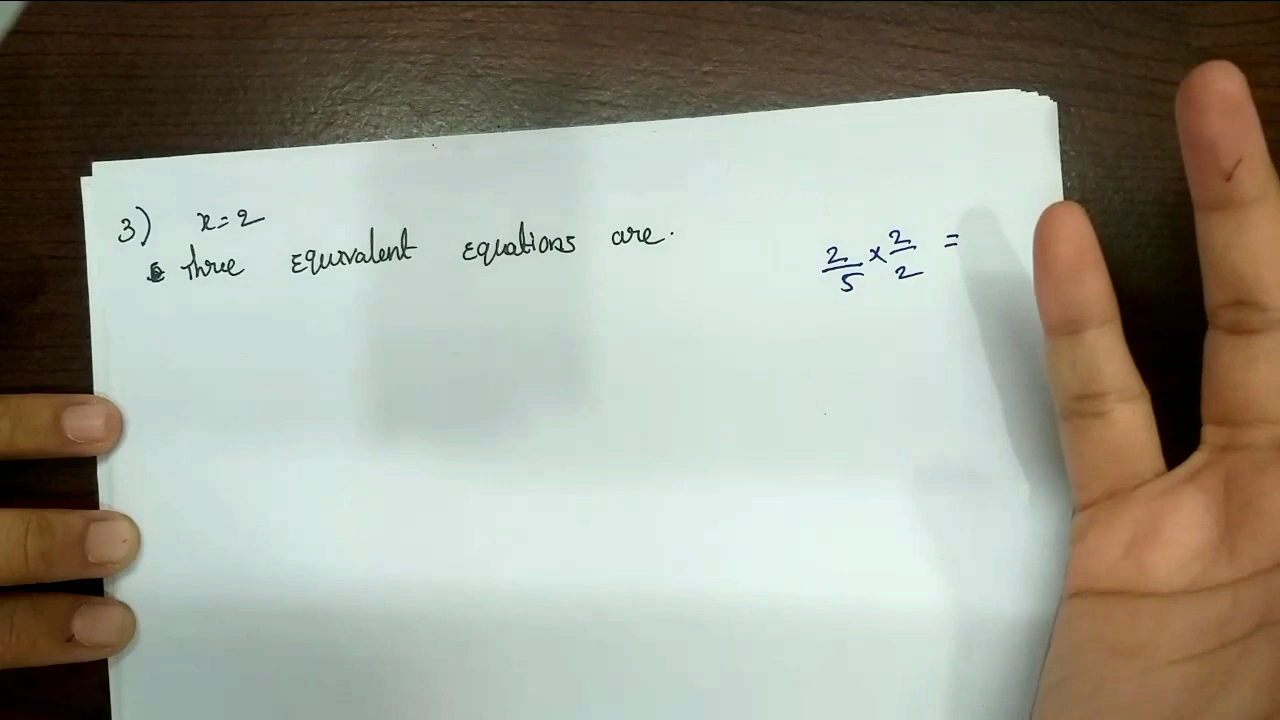 3) x=2
three equivalent equations are.
2/5 × 2/2 =